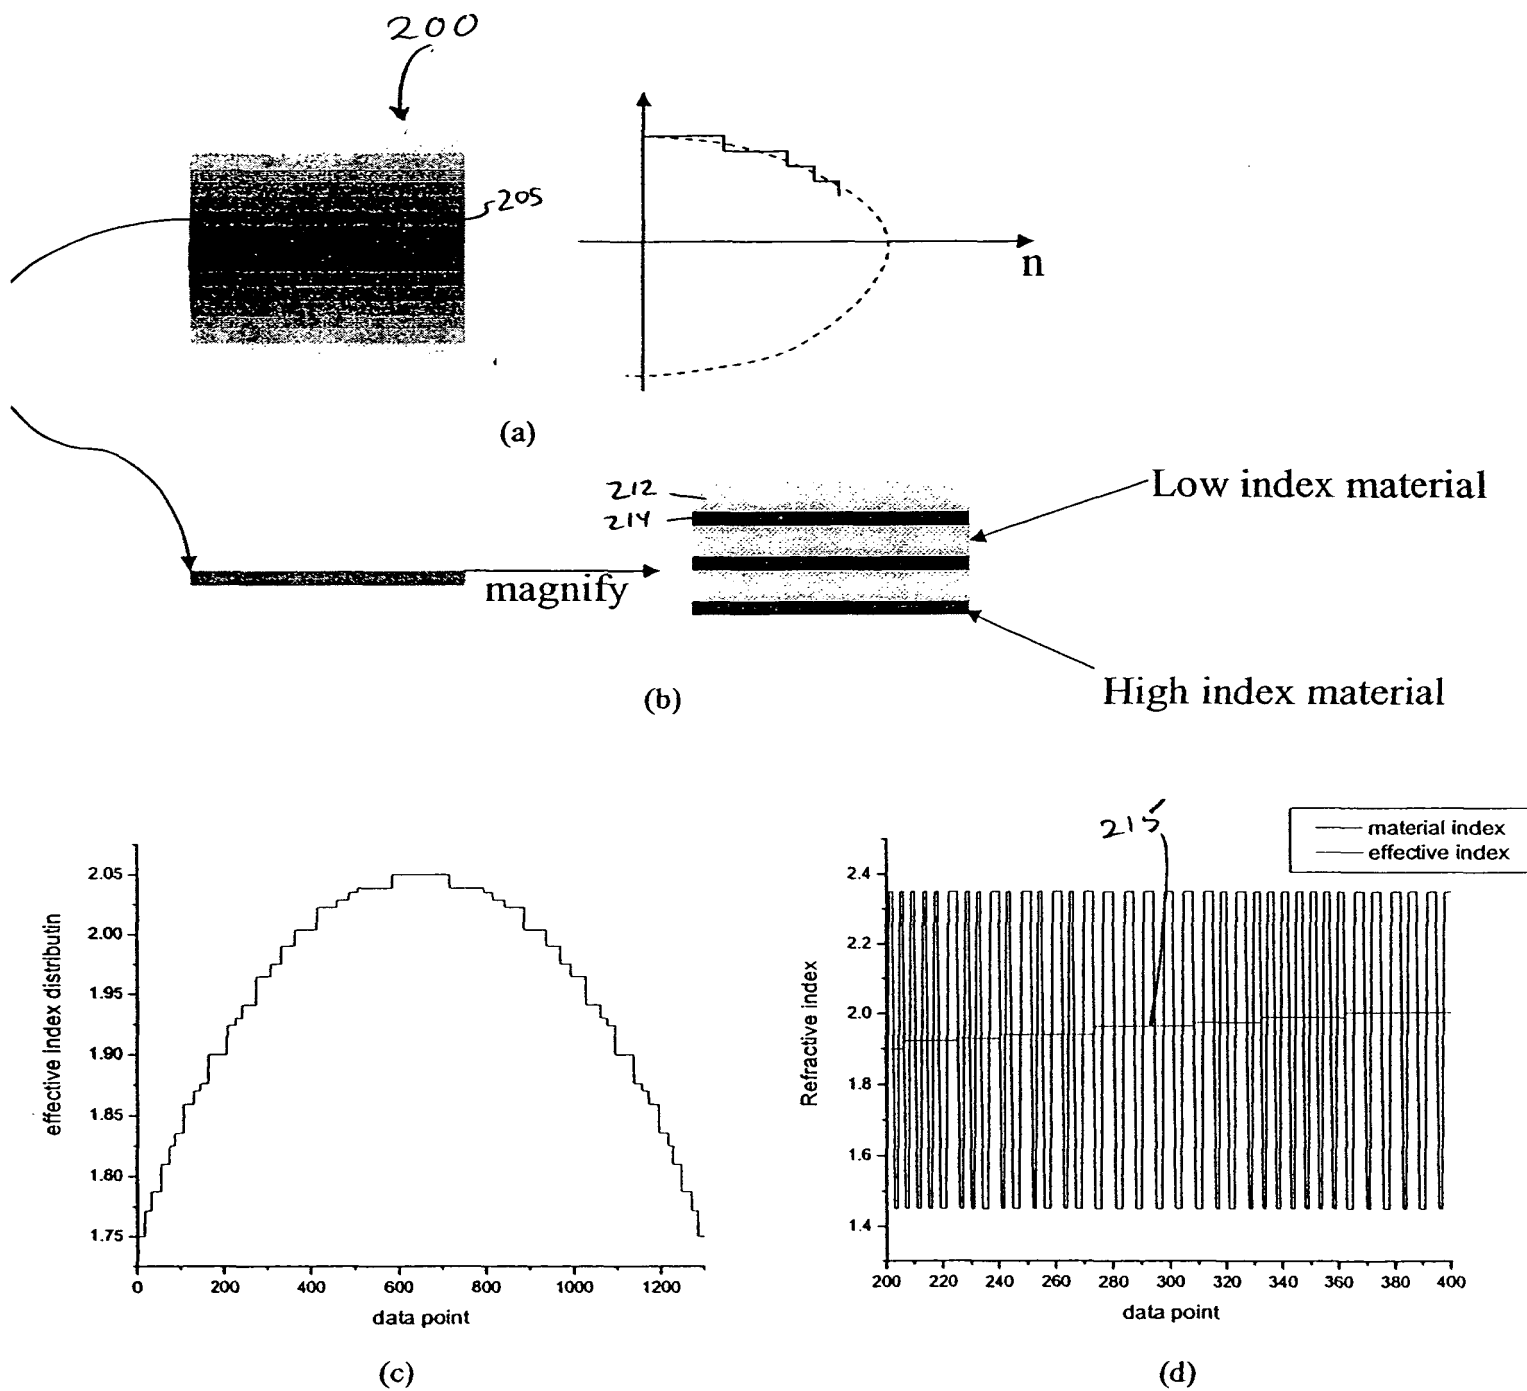 200
205
n
(a)
212
214
Low index material
magnify
High index material
(b)
2.05
2.00
1.95
1.90
1.85
1.80
1.75
effective index distributin
0
200
400
600
800
1000
1200
data point
(c)
215
material index
effective index
2.4
2.2
2.0
1.8
1.6
1.4
Refractive index
200
220
240
260
280
300
320
340
360
380
400
data point
(d)